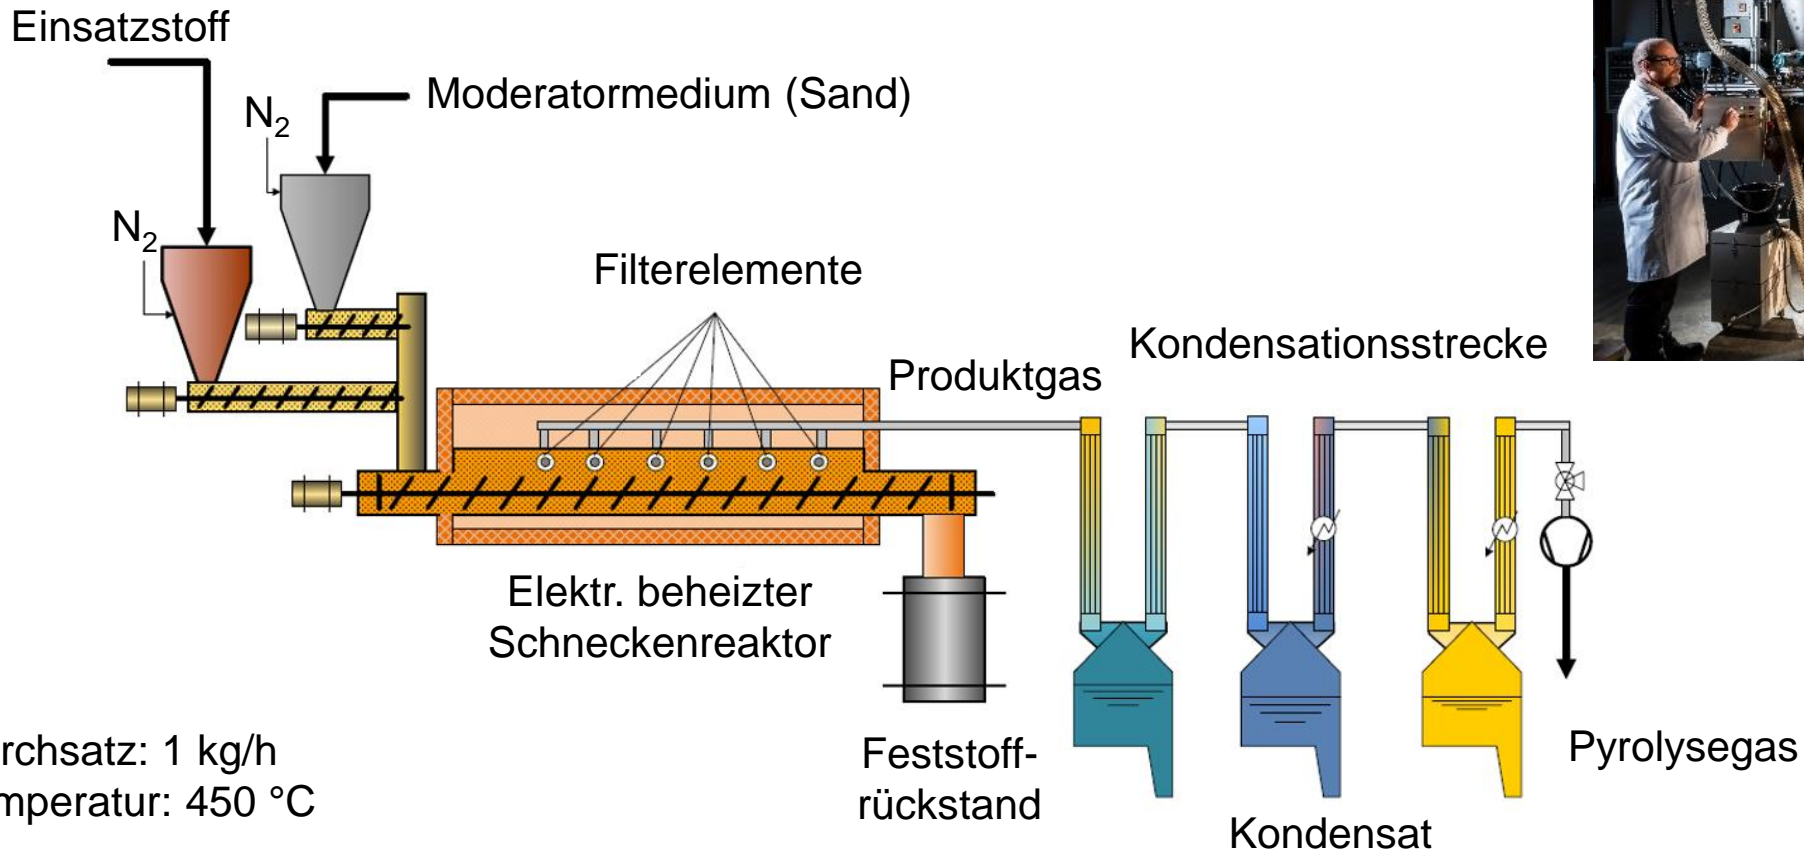 Einsatzstoff
Moderatormedium (Sand)
N2
N2
Filterelemente
Kondensationsstrecke
Produktgas
Elektr. beheizter
Schneckenreaktor
rchsatz: 1 kg/h
mperatur: 450 °C
Feststoff-
rückstand
Pyrolysegas
Kondensat